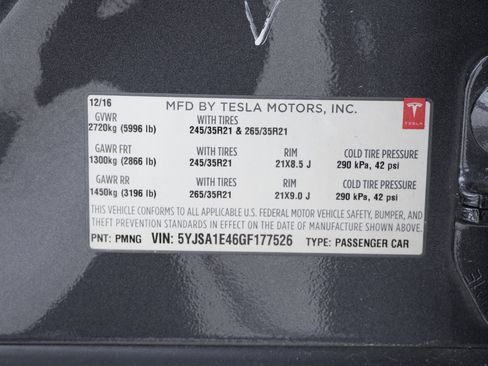 12/16 MFD BY TESLA MOTORS, INC.
GVWR WITH TIRES
2720kg (5996 lb) 245/35R21 & 265/35R21
TESLA
GAWR FRT WITH TIRES RIM COLD TIRE PRESSURE
1300kg (2866 lb) 245/35R21 21X8.5 J 290 kPa, 42 psi
GAWR RR WITH TIRES RIM COLD TIRE PRESSURE
1450kg (3196 lb) 265/35R21 21X9.0 J 290 kPa, 42 psi
THIS VEHICLE CONFORMS TO ALL APPLICABLE U.S. FEDERAL MOTOR VEHICLE SAFETY, BUMPER, AND
THEFT PREVENTION STANDARDS IN EFFECT ON THE DATE OF MANUFACTURE SHOWN ABOVE.
PNT: PMNG VIN: 5YJSA1E46GF177526 TYPE: PASSENGER CAR